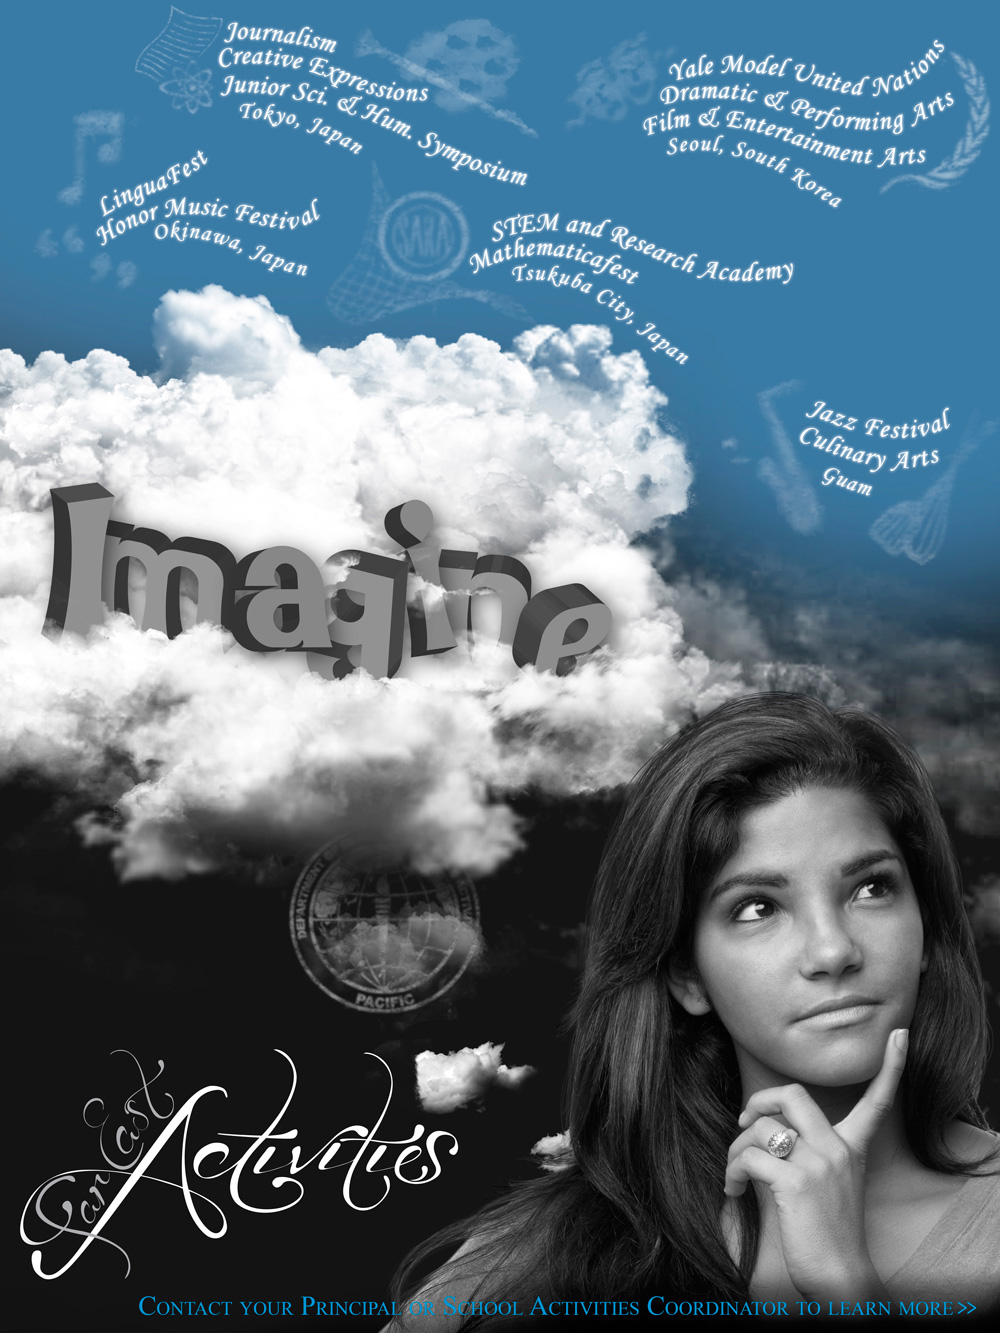 Journalism
Creative Expressions
Junior Sci. & Hum. Symposium
Tokyo, Japan
Yale Model United Nations
Dramatic & Performing Arts
Film & Entertainment Arts
Seoul, South Korea
LinguaFest
Honor Music Festival
Okinawa, Japan
STEM and Research Academy
Mathematicafest
Tsukuba City, Japan
Jazz Festival
Culinary Arts
Guam
Imagine
DEPARTMENT
PACIFIC
Far East
Activities
Contact your Principal or School Activities Coordinator to learn more >>